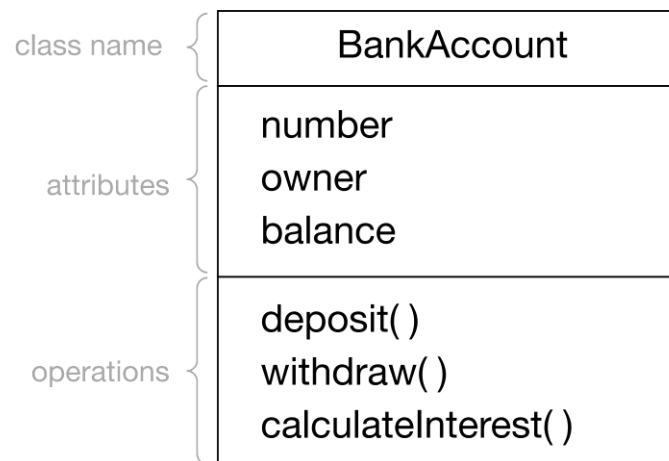 class name
BankAccount
attributes
number
owner
balance
operations
deposit( )
withdraw( )
calculateInterest( )